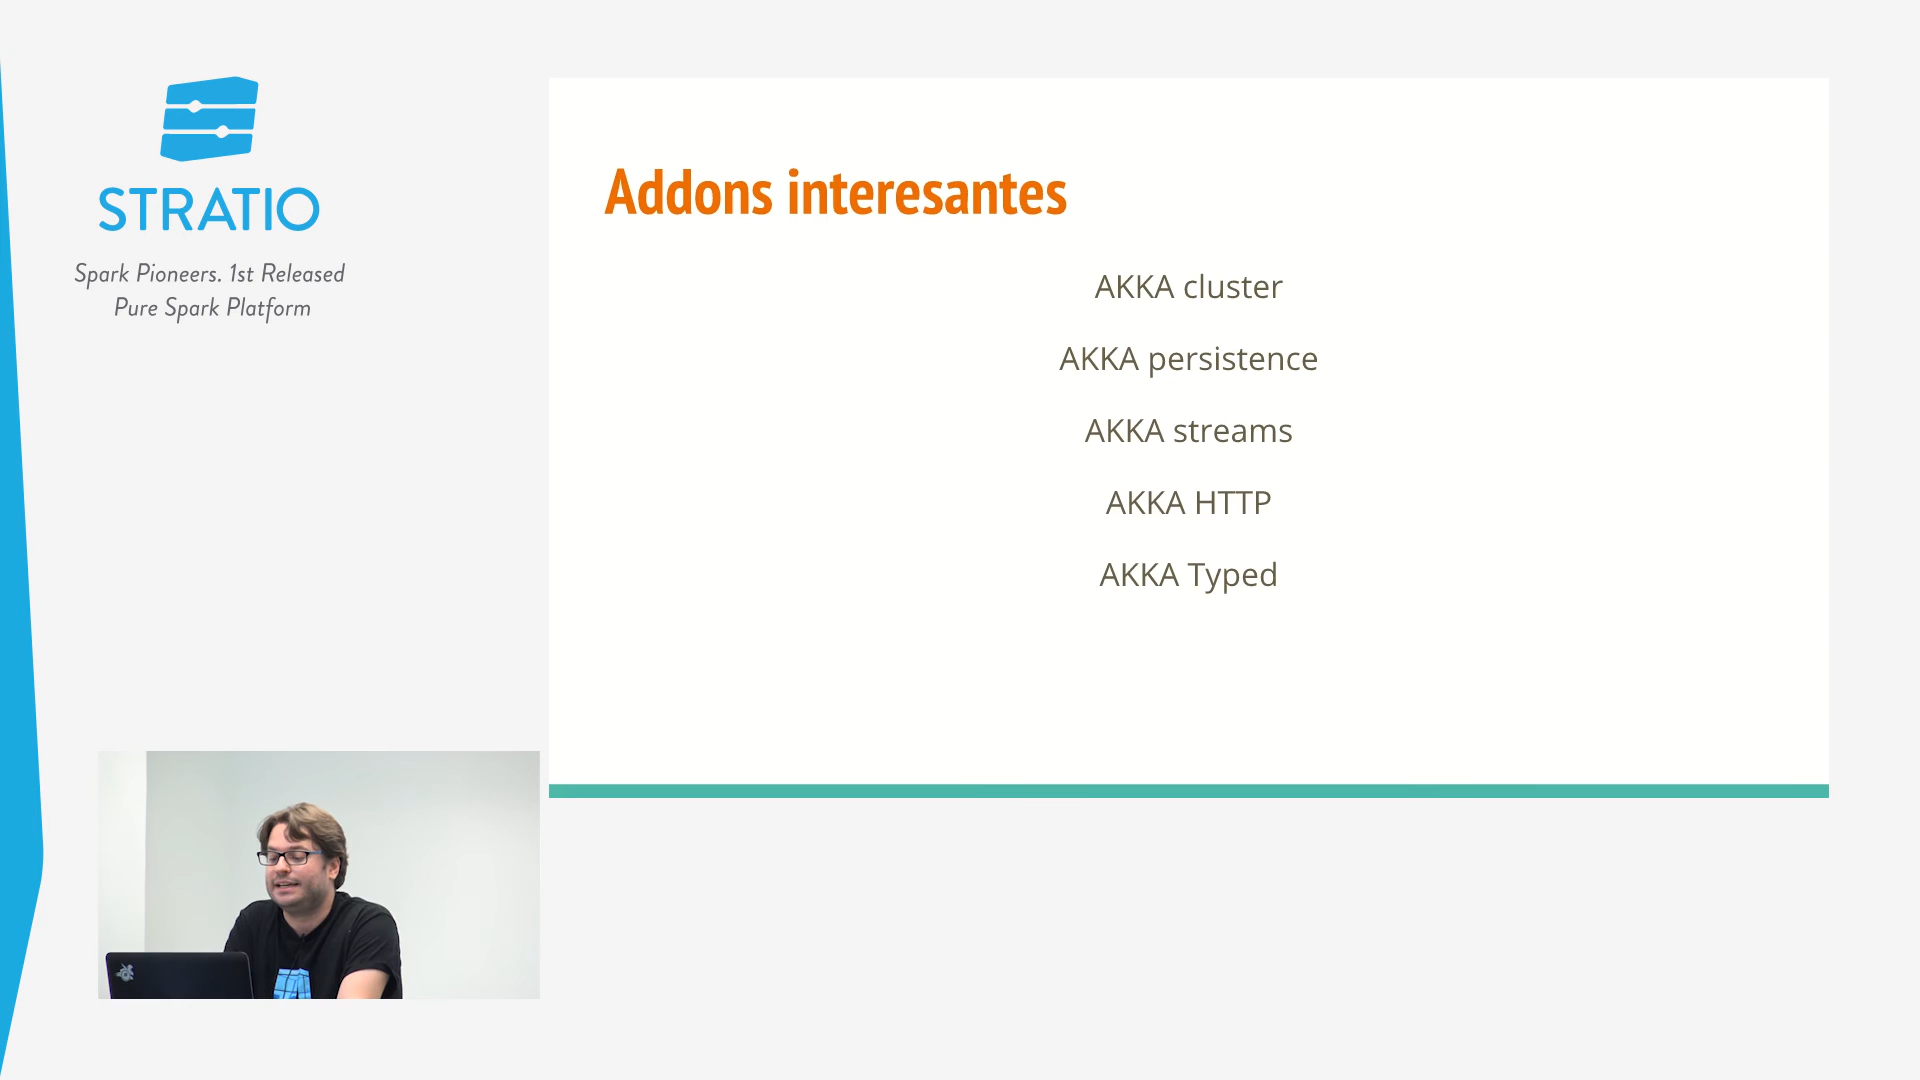 STRATIO
Spark Pioneers. 1st Released
Pure Spark Platform
Addons interesantes
AKKA cluster
AKKA persistence
AKKA streams
AKKA HTTP
AKKA Typed